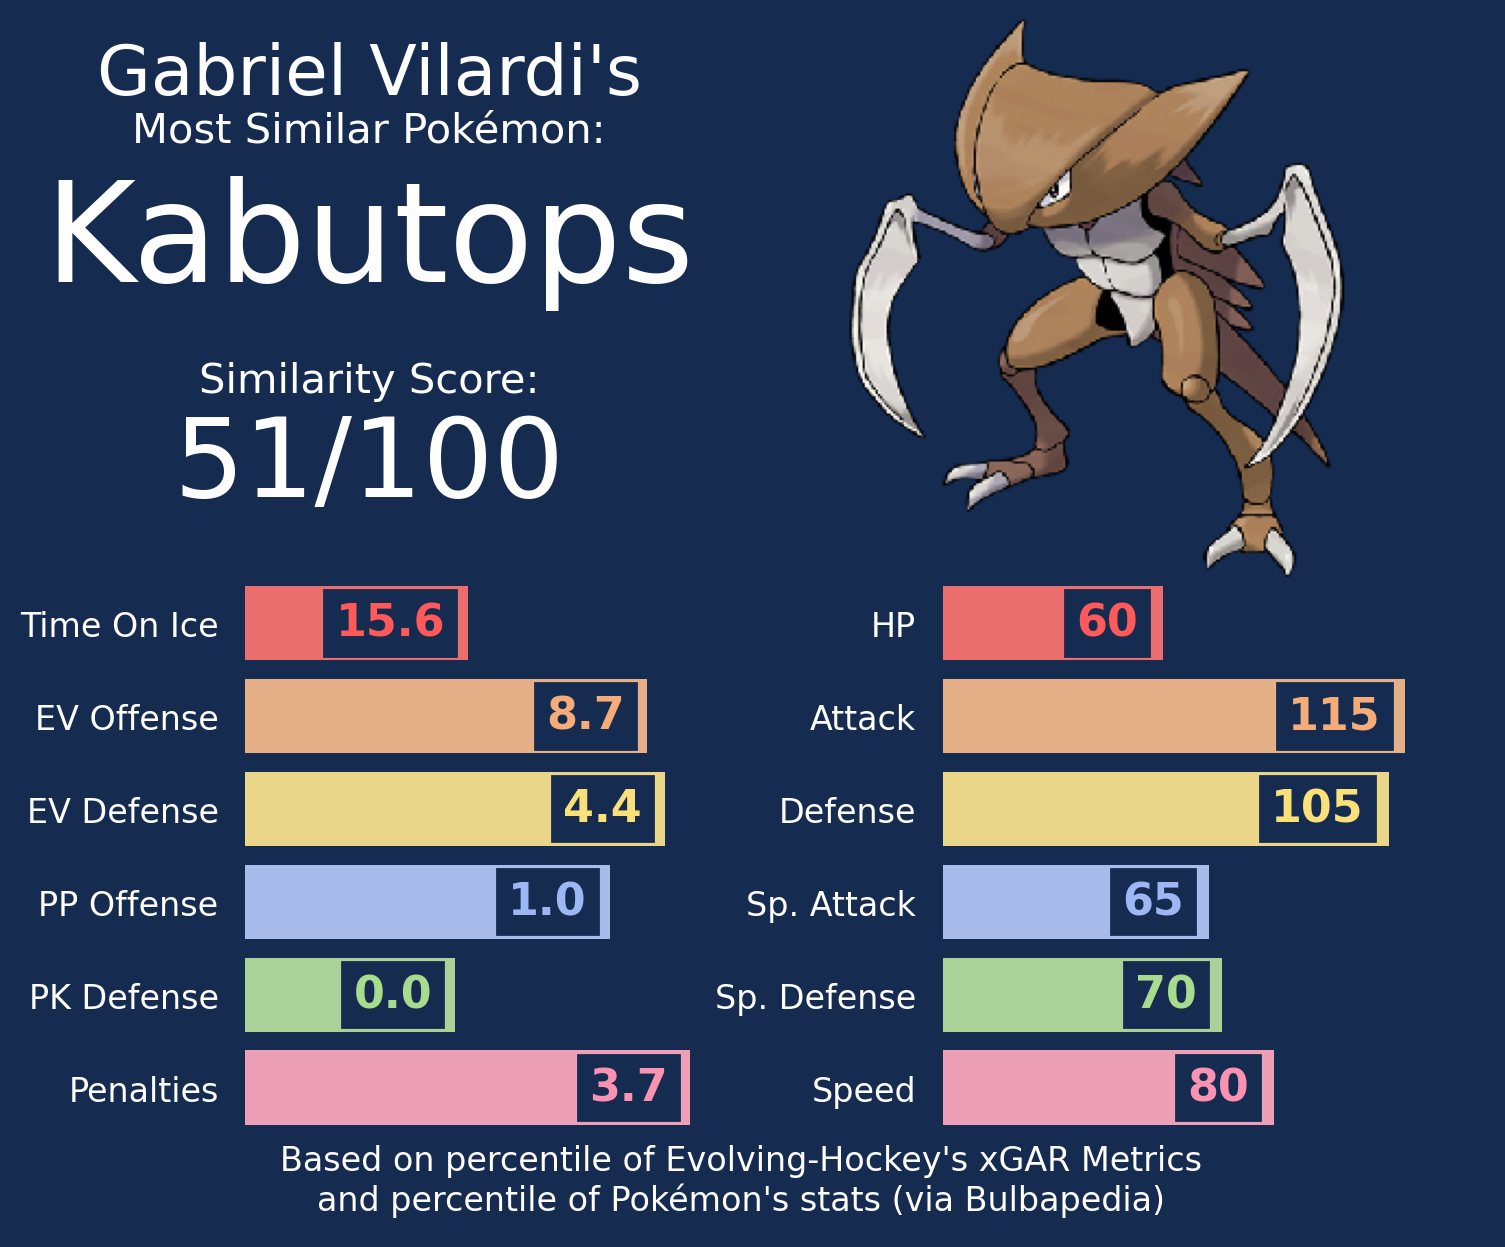 Gabriel Vilardi's
Most Similar Pokémon:
Kabutops
Similarity Score:
51/100
Time On Ice 15.6
EV Offense 8.7
EV Defense 4.4
PP Offense 1.0
PK Defense 0.0
Penalties 3.7
HP 60
Attack 115
Defense 105
Sp. Attack 65
Sp. Defense 70
Speed 80
Based on percentile of Evolving-Hockey's xGAR Metrics
and percentile of Pokémon's stats (via Bulbapedia)